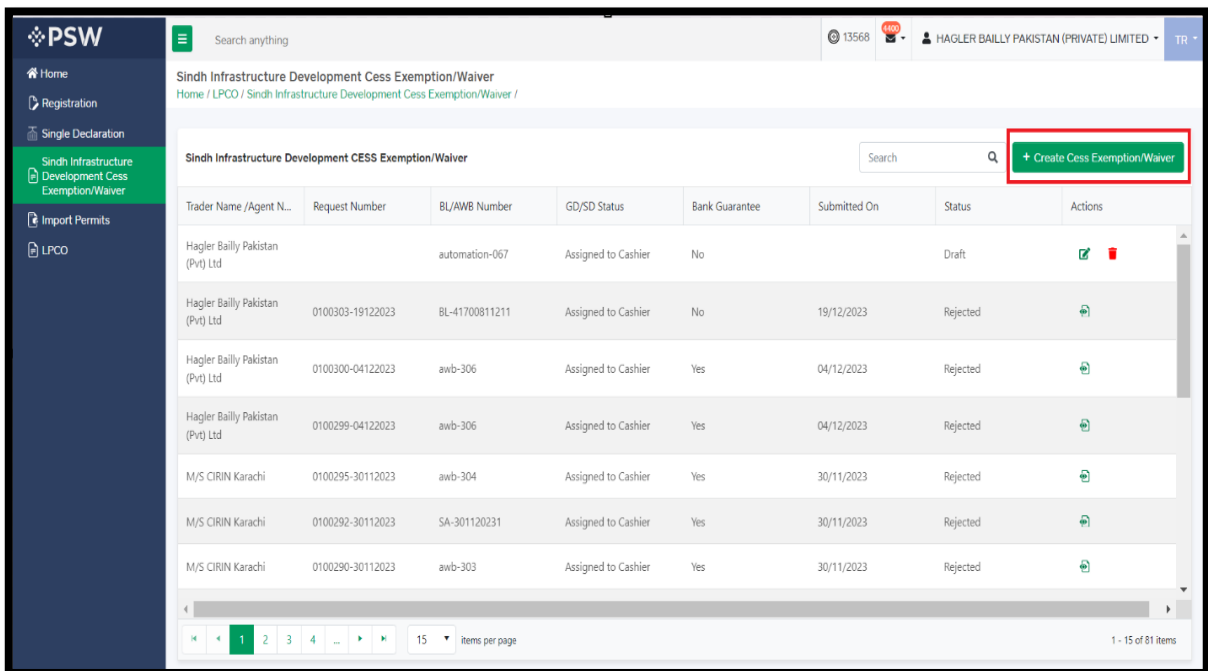 PSW
Search anything
13568
4400
HAGLER BAILLY PAKISTAN (PRIVATE) LIMITED
TR
Home
Registration
Single Declaration
Sindh Infrastructure
Development Cess
Exemption/Waiver
Import Permits
LPCO
Sindh Infrastructure Development Cess Exemption/Waiver
Home / LPCO / Sindh Infrastructure Development Cess Exemption/Waiver /
Sindh Infrastructure Development CESS Exemption/Waiver
Search
+ Create Cess Exemption/Waiver
Trader Name /Agent N... Request Number BL/AWB Number GD/SD Status Bank Guarantee Submitted On Status Actions
Hagler Bailly Pakistan
(Pvt) Ltd
automation-067 Assigned to Cashier No Draft
Hagler Bailly Pakistan
(Pvt) Ltd
0100303-19122023 BL-41700811211 Assigned to Cashier No 19/12/2023 Rejected
Hagler Bailly Pakistan
(Pvt) Ltd
0100300-04122023 awb-306 Assigned to Cashier Yes 04/12/2023 Rejected
Hagler Bailly Pakistan
(Pvt) Ltd
0100299-04122023 awb-306 Assigned to Cashier Yes 04/12/2023 Rejected
M/S CIRIN Karachi 0100295-30112023 awb-304 Assigned to Cashier Yes 30/11/2023 Rejected
M/S CIRIN Karachi 0100292-30112023 SA-301120231 Assigned to Cashier Yes 30/11/2023 Rejected
M/S CIRIN Karachi 0100290-30112023 awb-303 Assigned to Cashier Yes 30/11/2023 Rejected
1 2 3 4 ... 15 items per page 1 - 15 of 81 items